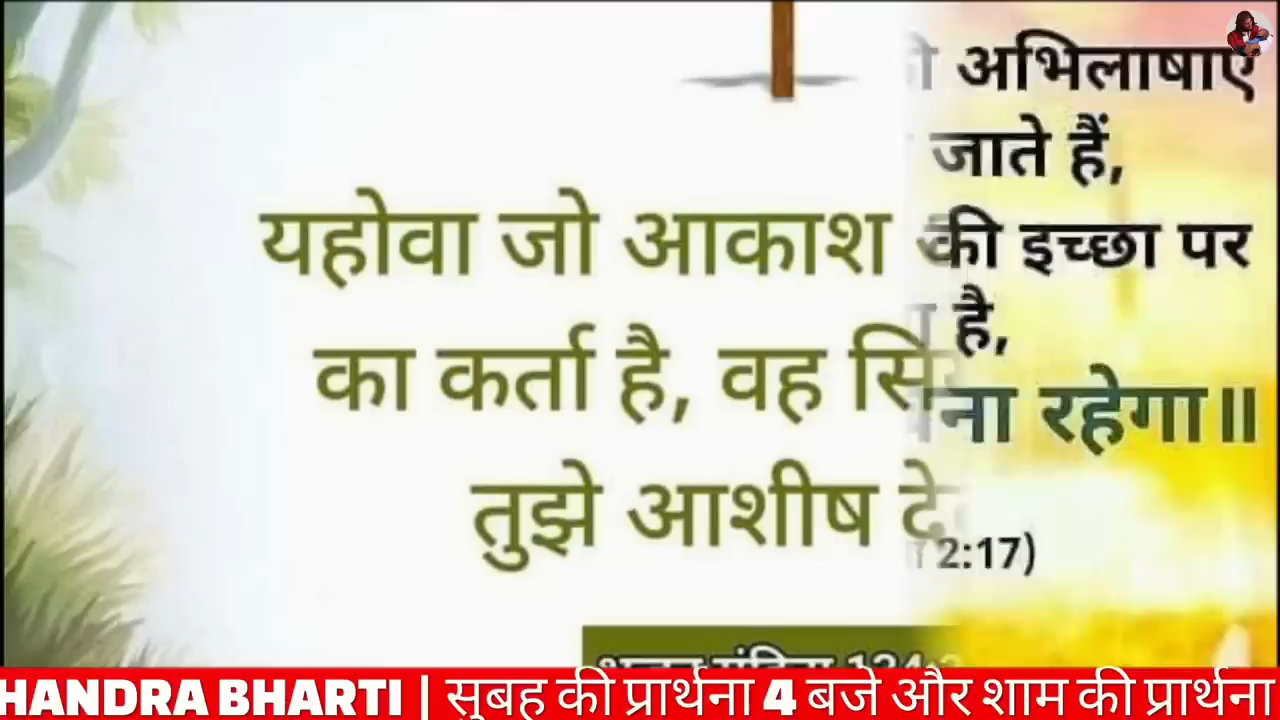 यहोवा जो आकाश
का कर्ता है, वह
तुझे आशीष
अभिलाषाएं
जाते हैं,
की इच्छा पर
है,
रहेगा॥
2:17)
HANDRA BHARTI | सुबह की प्रार्थना 4 बजे और शाम की प्रार्थना